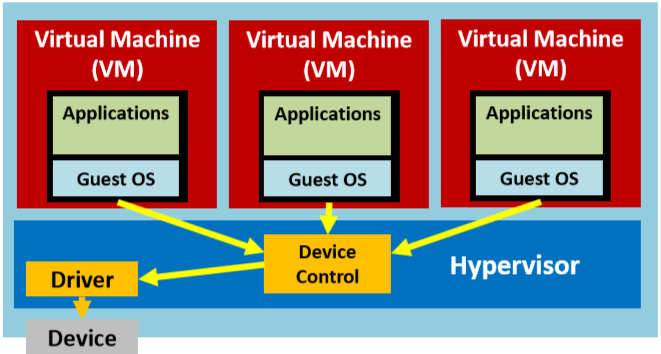 Virtual Machine
(VM)
Applications
Guest OS
Virtual Machine
(VM)
Applications
Guest OS
Virtual Machine
(VM)
Applications
Guest OS
Device
Control
Hypervisor
Driver
Device